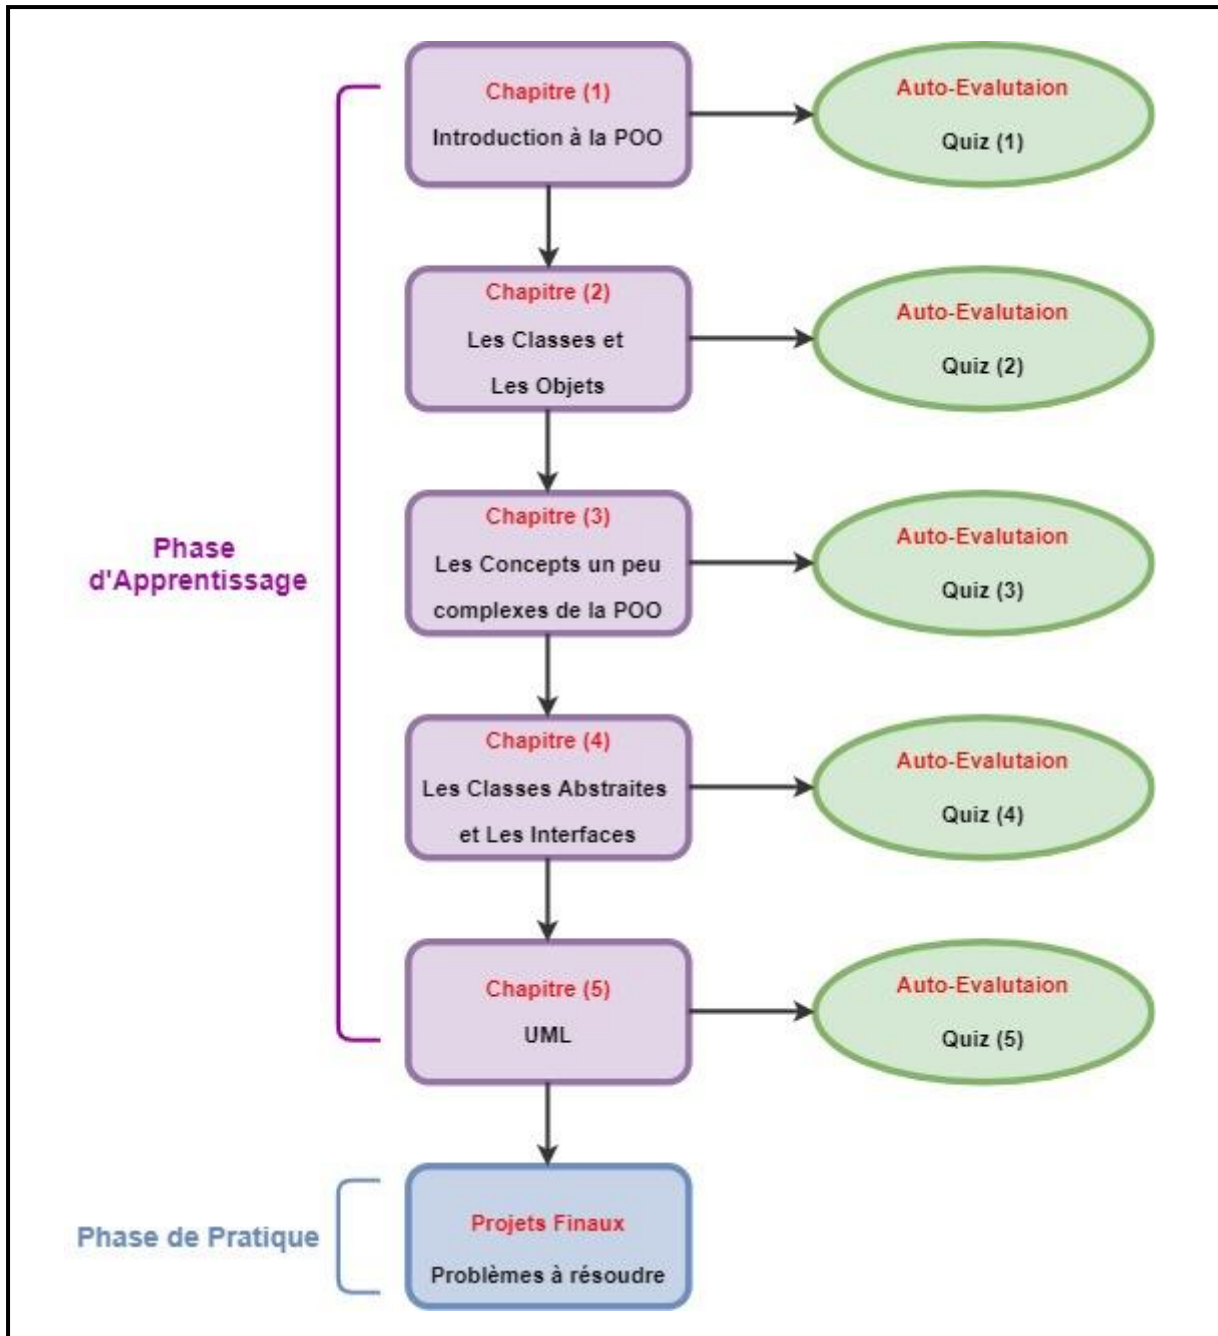 Chapitre (1)
Introduction à la POO
Auto-Evalutaion
Quiz (1)
Chapitre (2)
Les Classes et
Les Objets
Auto-Evalutaion
Quiz (2)
Chapitre (3)
Les Concepts un peu
complexes de la POO
Auto-Evalutaion
Quiz (3)
Phase
d'Apprentissage
Chapitre (4)
Les Classes Abstraites
et Les Interfaces
Auto-Evalutaion
Quiz (4)
Chapitre (5)
UML
Auto-Evalutaion
Quiz (5)
Phase de Pratique
Projets Finaux
Problèmes à résoudre